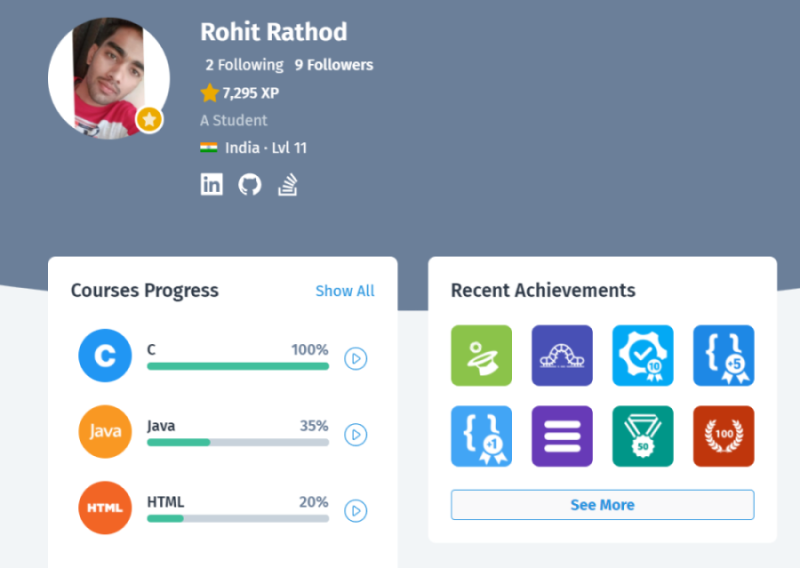 Rohit Rathod
2 Following 9 Followers
7,295 XP
A Student
India · Lvl 11
in
Courses Progress Show All
C C 100%
Java Java 35%
HTML HTML 20%
Recent Achievements
10 { } +5
{ } +1 50 100
See More